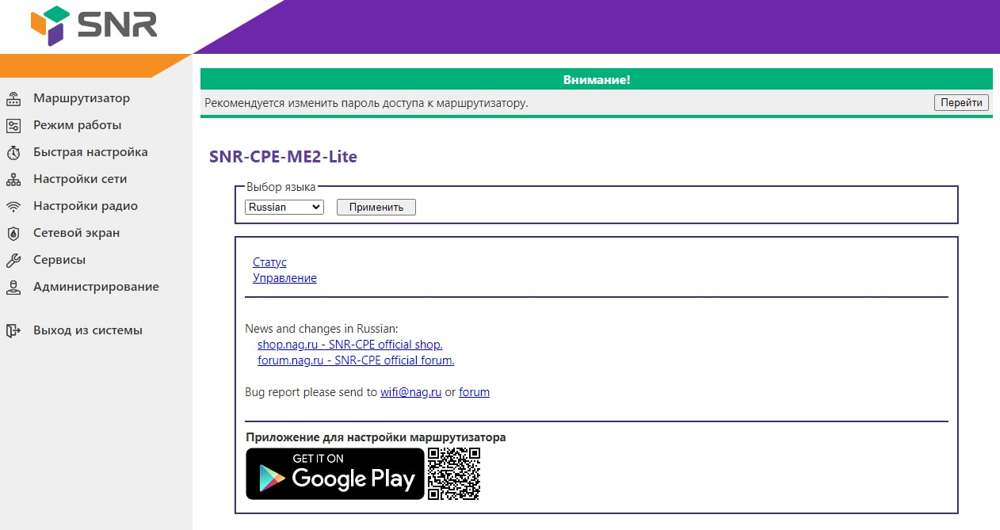 SNR
Внимание!
Рекомендуется изменить пароль доступа к маршрутизатору.
Перейти
Маршрутизатор
Режим работы
Быстрая настройка
Настройки сети
Настройки радио
Сетевой экран
Сервисы
Администрирование
Выход из системы
SNR-CPE-ME2-Lite
Выбор языка
Russian
Применить
Статус
Управление
News and changes in Russian:
shop.nag.ru - SNR-CPE official shop.
forum.nag.ru - SNR-CPE official forum.
Bug report please send to wifi@nag.ru or forum
Приложение для настройки маршрутизатора
GET IT ON
Google Play